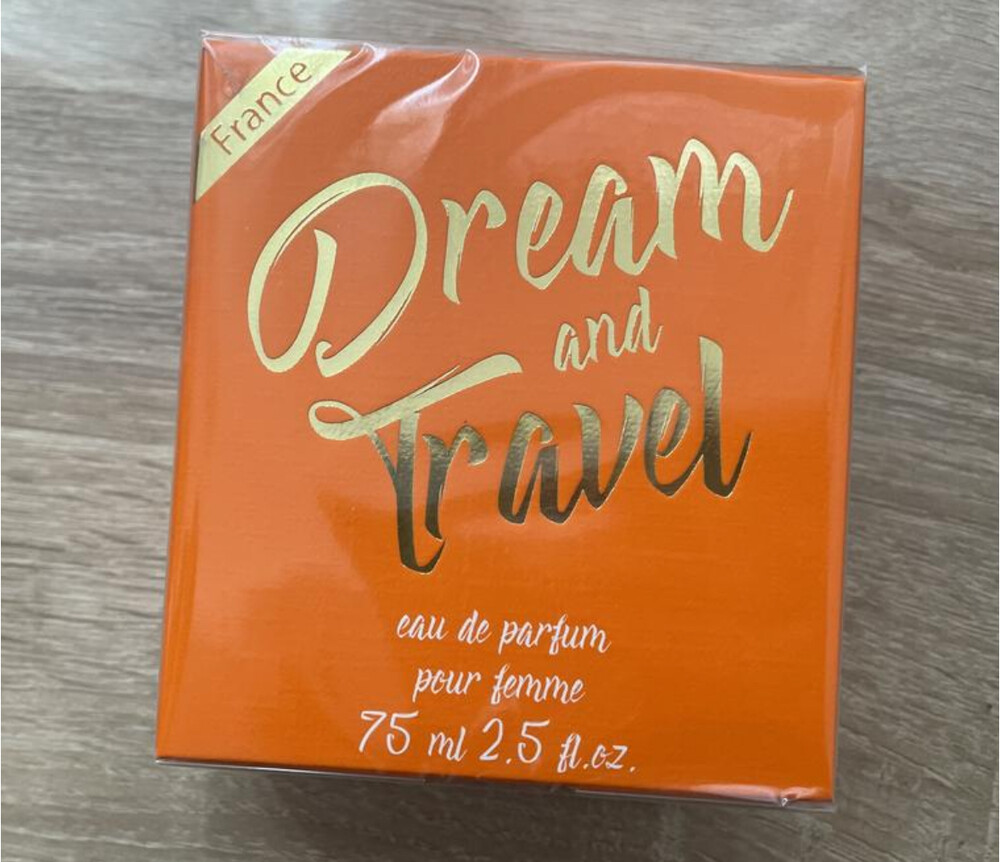 France
Dream
and
Travel
eau de parfum
pour femme
75 ml 2.5 fl.oz.